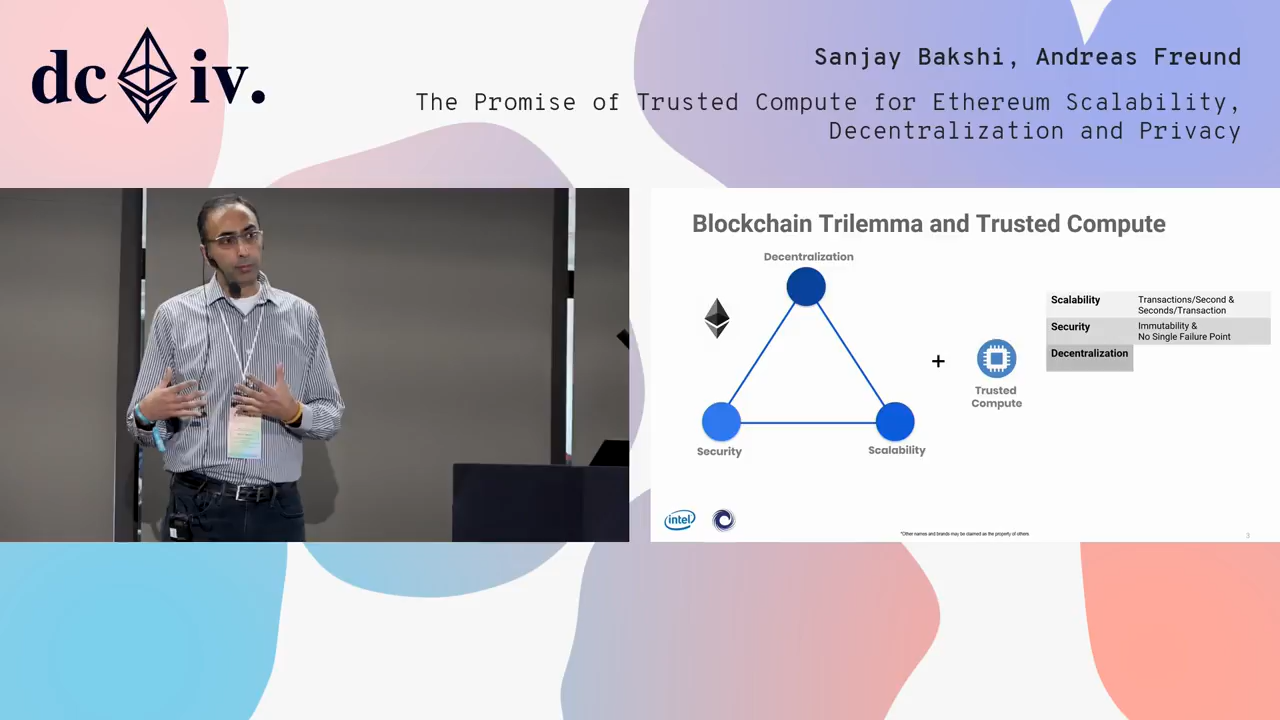 dc iv.
Sanjay Bakshi, Andreas Freund
The Promise of Trusted Compute for Ethereum Scalability,
Decentralization and Privacy
Blockchain Trilemma and Trusted Compute
Decentralization
Security
Scalability
+
Trusted
Compute
Scalability Transactions/Second &
Seconds/Transaction
Security Immutability &
No Single Failure Point
Decentralization
intel
*Other names and brands may be claimed as the property of others
3